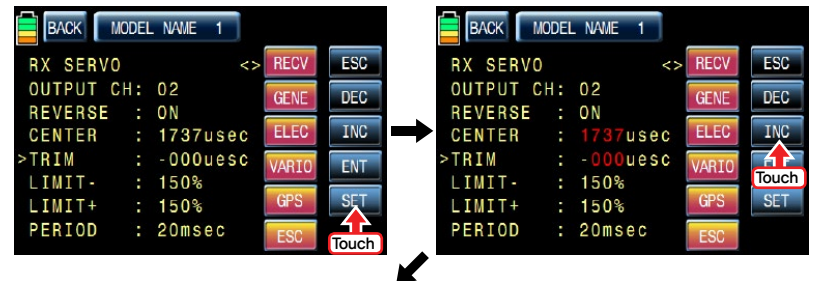 BACK MODEL NAME 1
RX SERVO <> RECV ESC
OUTPUT CH: 02 GENE DEC
REVERSE : ON
CENTER : 1737usec ELEC INC
>TRIM : -000uesc VARIO ENT
LIMIT- : 150%
LIMIT+ : 150% GPS SET
PERIOD : 20msec ESC Touch
BACK MODEL NAME 1
RX SERVO <> RECV ESC
OUTPUT CH: 02 GENE DEC
REVERSE : ON
CENTER : 1737usec ELEC INC
>TRIM : -000uesc VARIO
LIMIT- : 150% Touch
LIMIT+ : 150% GPS SET
PERIOD : 20msec ESC